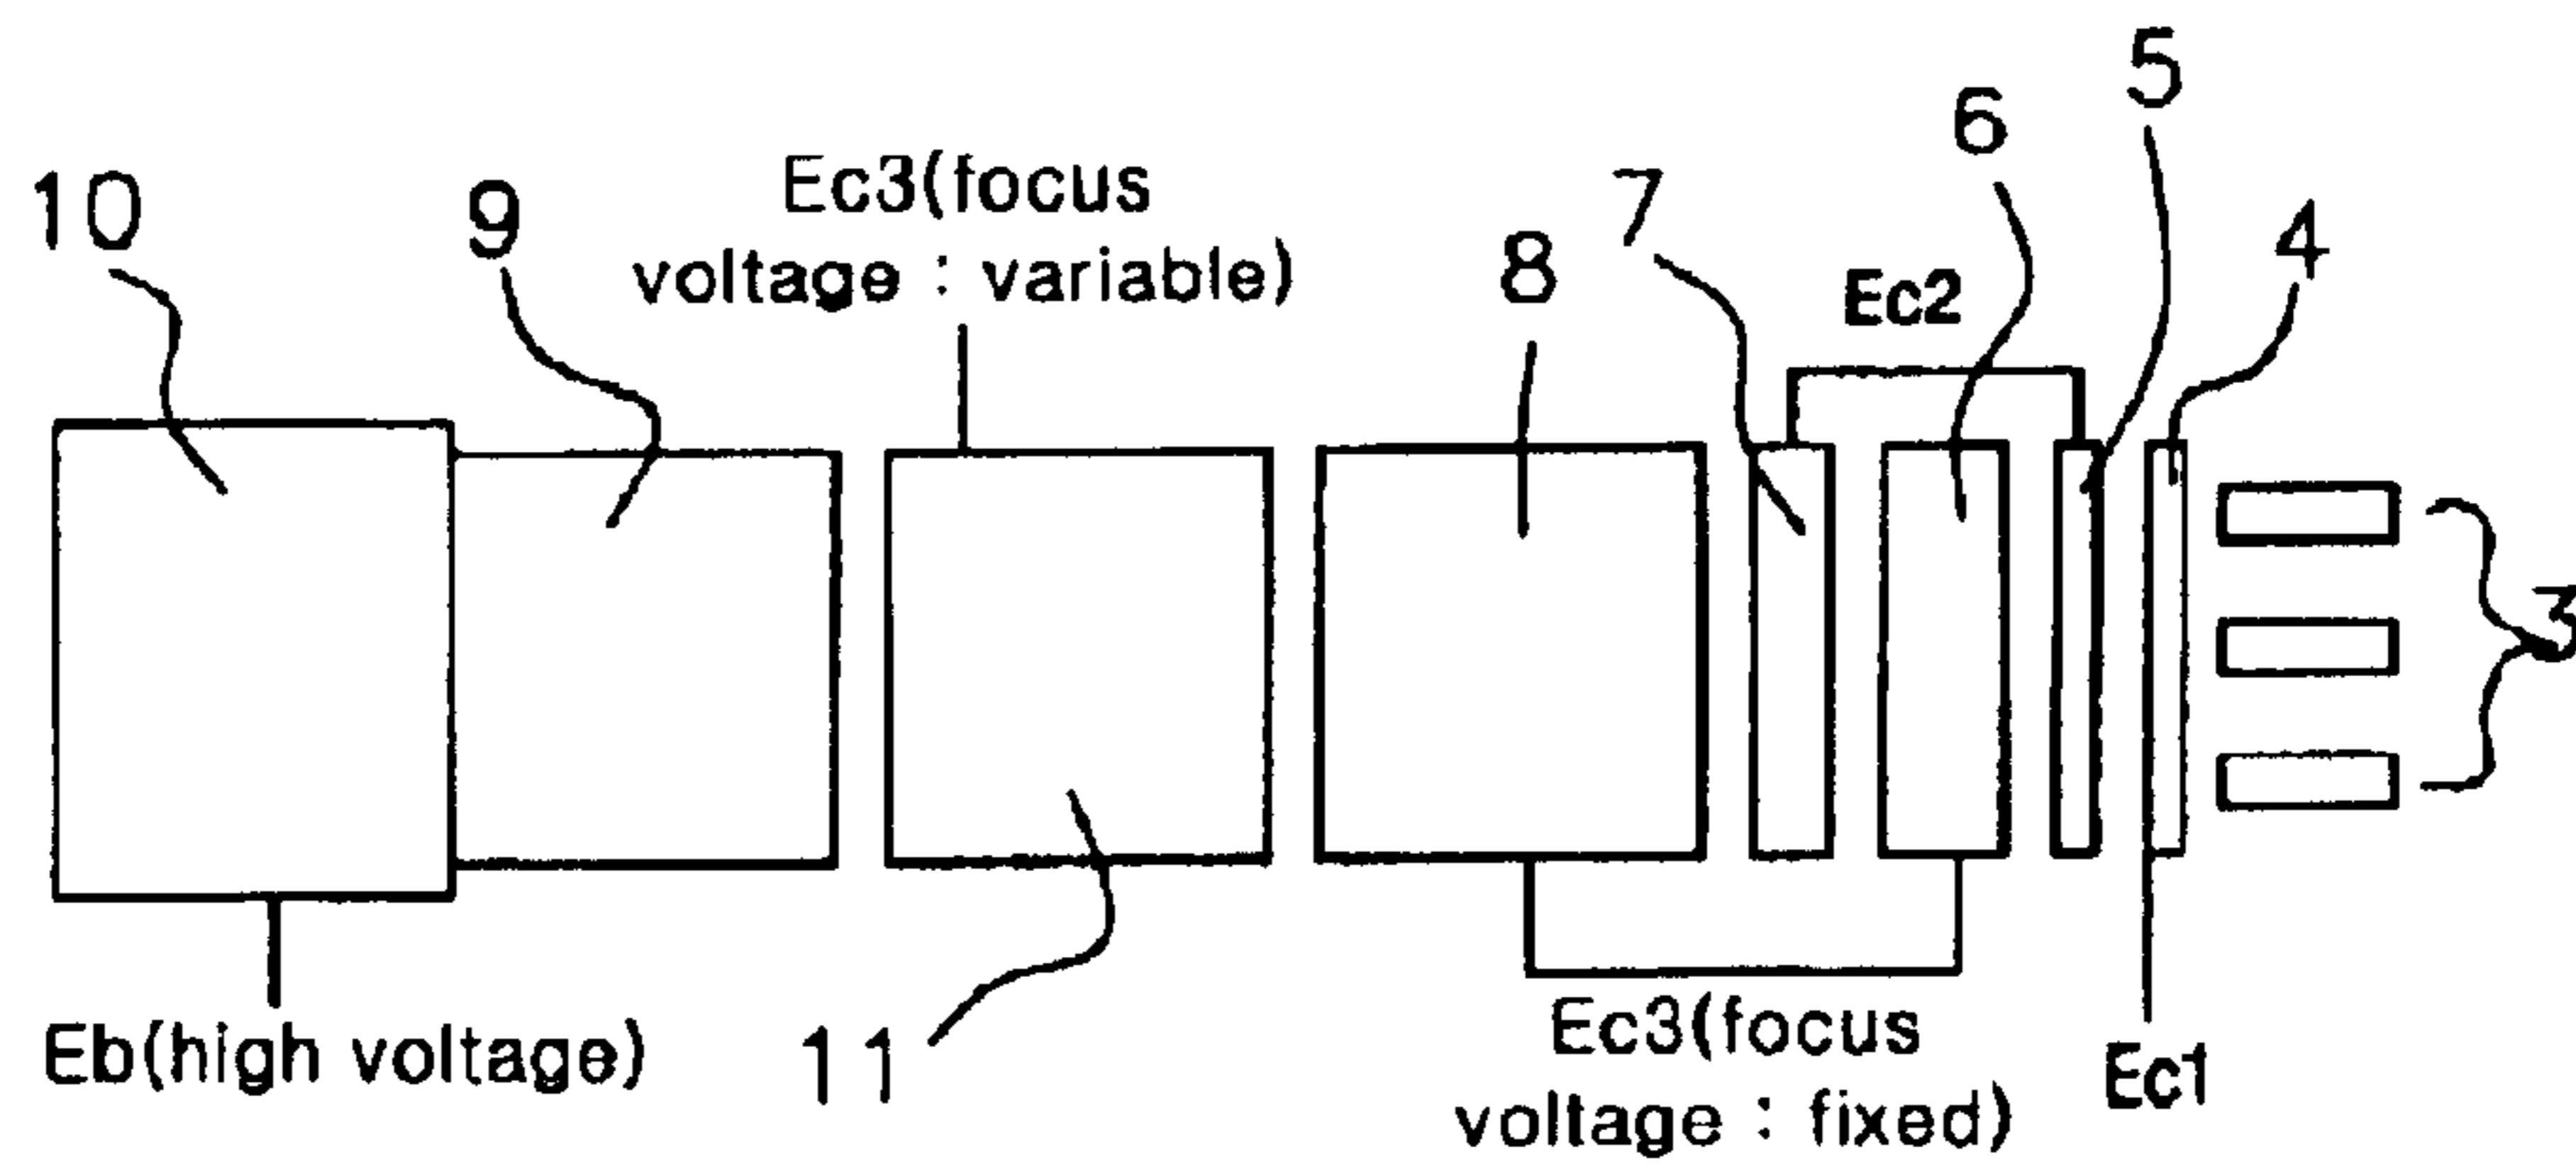 5
6
Ec3(focus
voltage : variable)
7
10
9
8
4
Ec2
3
Eb(high voltage)
11
Ec3(focus
voltage : fixed)
Ec1